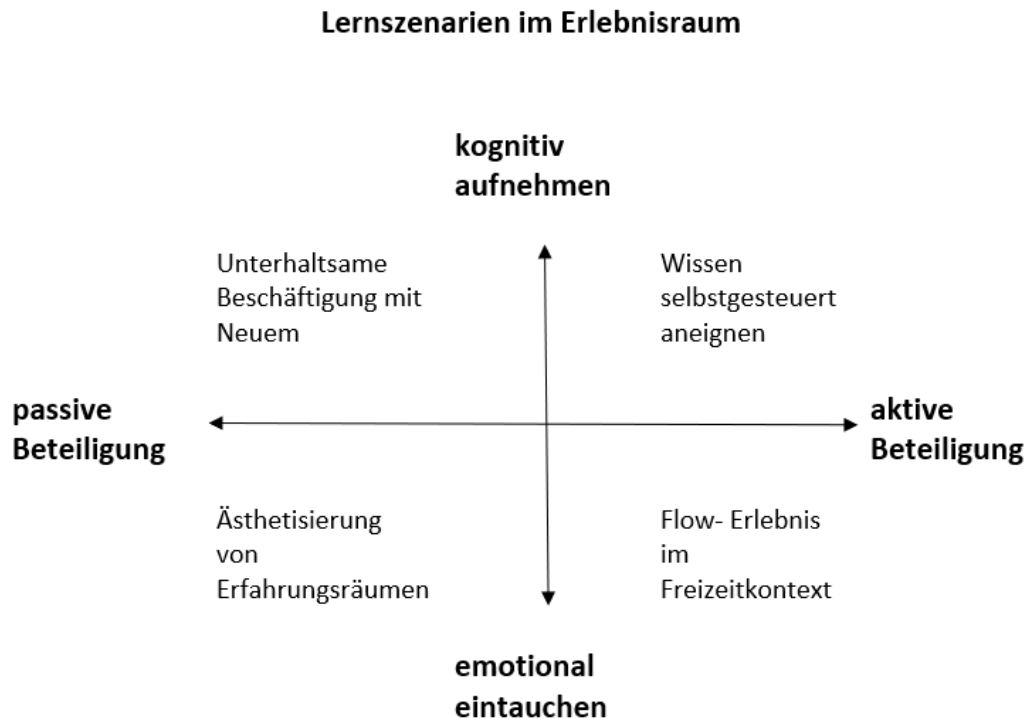 Lernszenarien im Erlebnisraum
kognitiv
aufnehmen
Unterhaltsame
Beschäftigung mit
Neuem
Wissen
selbstgesteuert
aneignen
passive
Beteiligung
aktive
Beteiligung
Ästhetisierung
von
Erfahrungsräumen
Flow- Erlebnis
im
Freizeitkontext
emotional
eintauchen